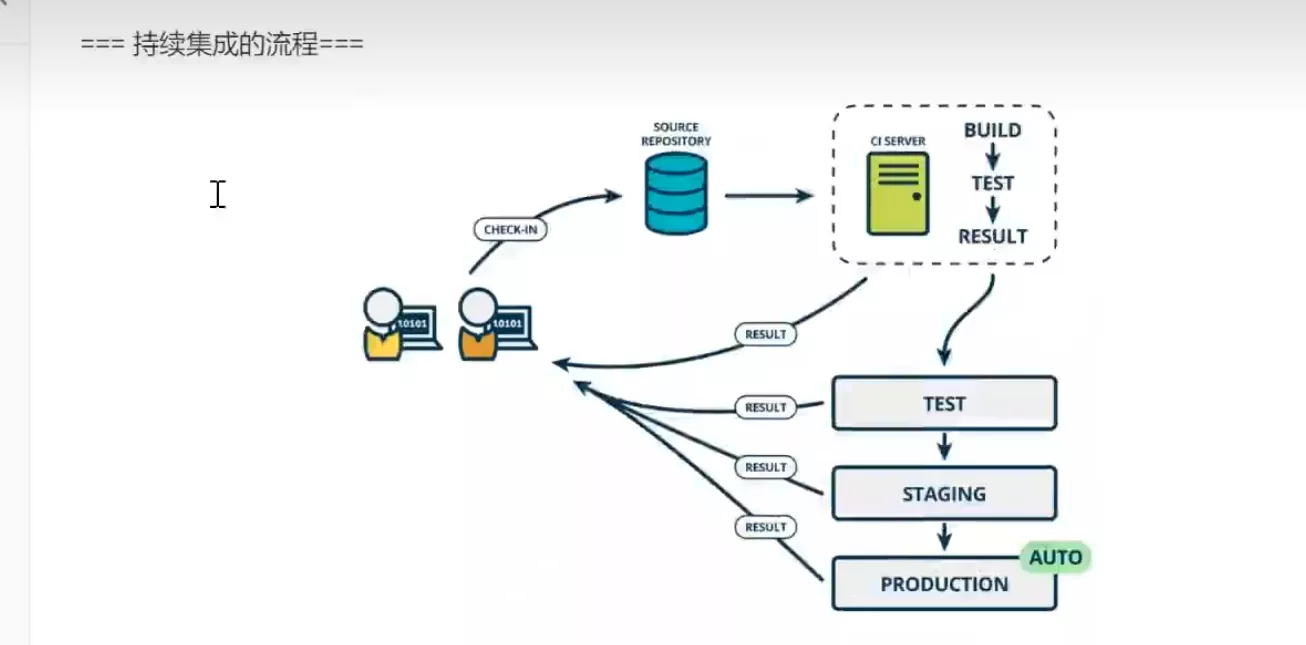 === 持续集成的流程===
SOURCE
REPOSITORY
CI SERVER
BUILD
TEST
RESULT
CHECK-IN
10101
10101
RESULT
RESULT
TEST
RESULT
STAGING
RESULT
AUTO
PRODUCTION